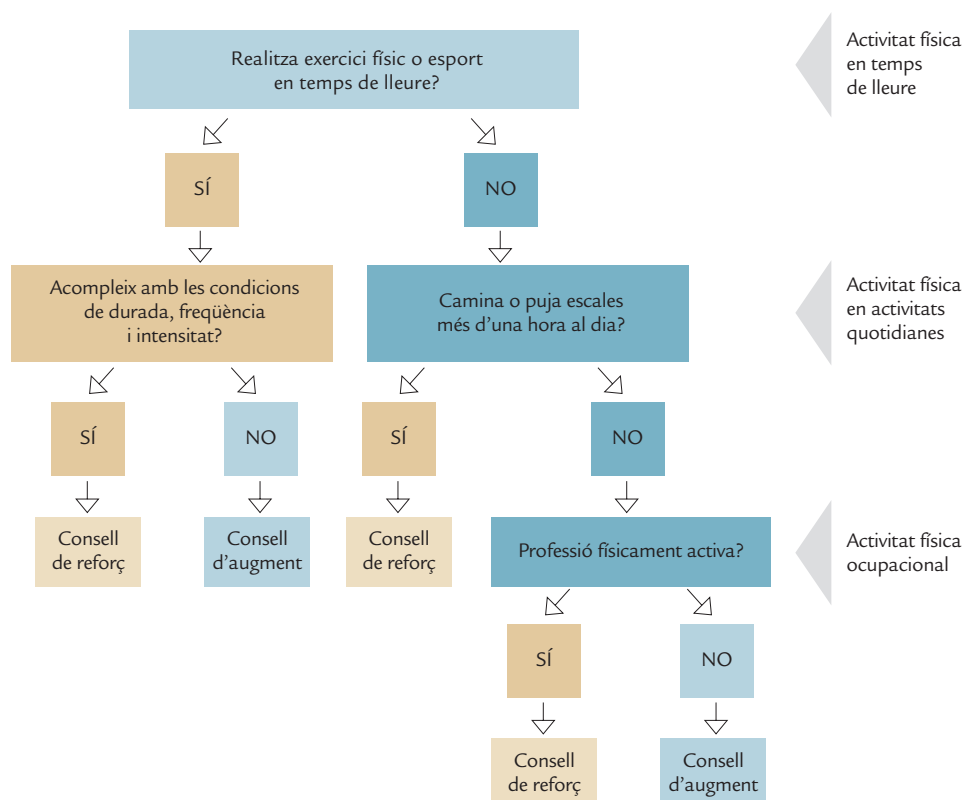 Realitza exercici físic o esport
en temps de lleure?
Activitat física
en temps
de lleure
SÍ
NO
Acompleix amb les condicions
de durada, freqüència
i intensitat?
Camina o puja escales
més d’una hora al dia?
Activitat física
en activitats
quotidianes
SÍ
NO
SÍ
NO
Consell
de reforç
Consell
d’augment
Consell
de reforç
Professió físicament activa?
Activitat física
ocupacional
SÍ
NO
Consell
de reforç
Consell
d’augment